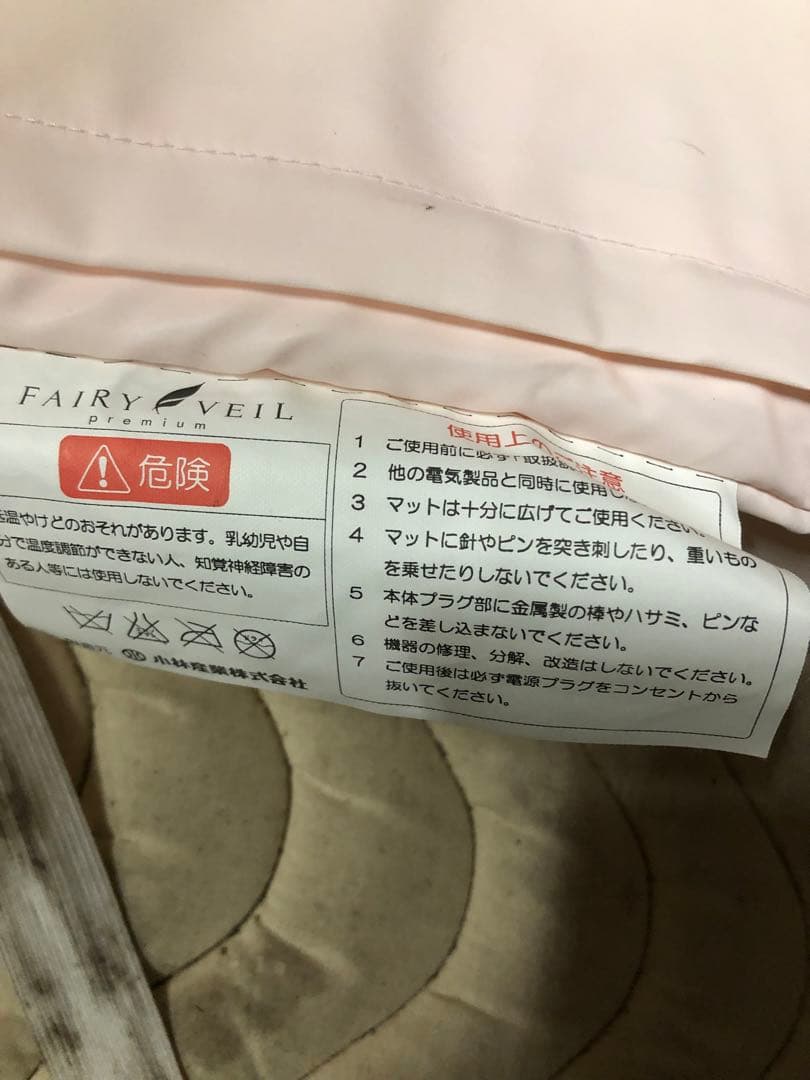 FAIRY VEIL
premium
危険
低温やけどのおそれがあります。乳幼児や自
分で温度調節ができない人、知覚神経障害の
ある人等には使用しないでください。
小林産業株式会社
使用上のご注意
1 ご使用前に必ず「取扱説
2 他の電気製品と同時に使用し
3 マットは十分に広げてご使用ください。
4 マットに針やピンを突き刺したり、重いもの
を乗せたりしないでください。
5 本体プラグ部に金属製の棒やハサミ、ピンな
どを差し込まないでください。
6 機器の修理、分解、改造はしないでください。
7 ご使用後は必ず電源プラグをコンセントから
抜いてください。